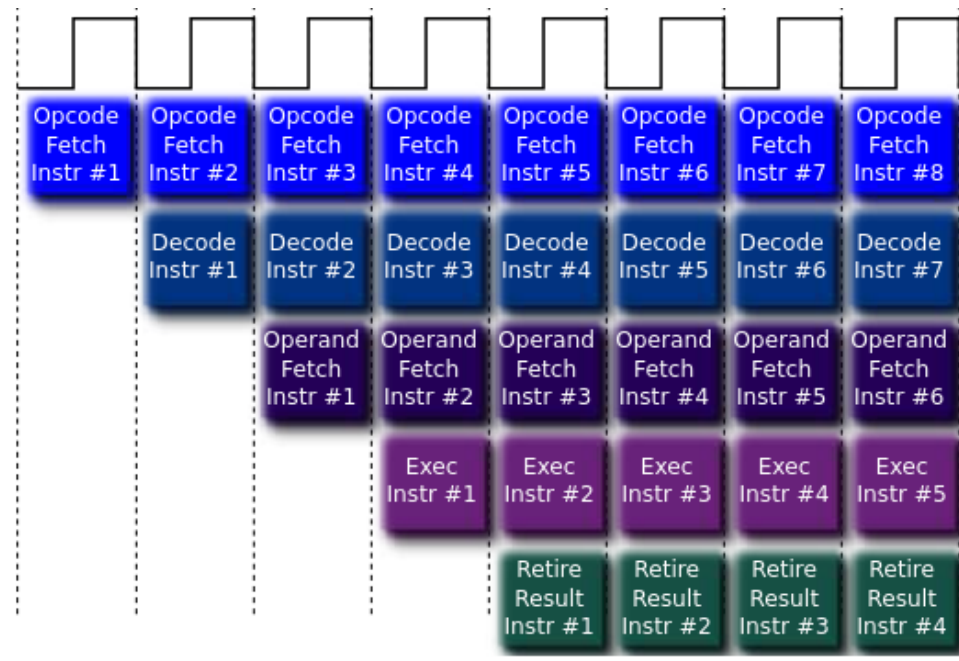 Opcode
Fetch
Instr #1
Opcode
Fetch
Instr #2
Opcode
Fetch
Instr #3
Opcode
Fetch
Instr #4
Opcode
Fetch
Instr #5
Opcode
Fetch
Instr #6
Opcode
Fetch
Instr #7
Opcode
Fetch
Instr #8
Decode
Instr #1
Decode
Instr #2
Decode
Instr #3
Decode
Instr #4
Decode
Instr #5
Decode
Instr #6
Decode
Instr #7
Operand
Fetch
Instr #1
Operand
Fetch
Instr #2
Operand
Fetch
Instr #3
Operand
Fetch
Instr #4
Operand
Fetch
Instr #5
Operand
Fetch
Instr #6
Exec
Instr #1
Exec
Instr #2
Exec
Instr #3
Exec
Instr #4
Exec
Instr #5
Retire
Result
Instr #1
Retire
Result
Instr #2
Retire
Result
Instr #3
Retire
Result
Instr #4